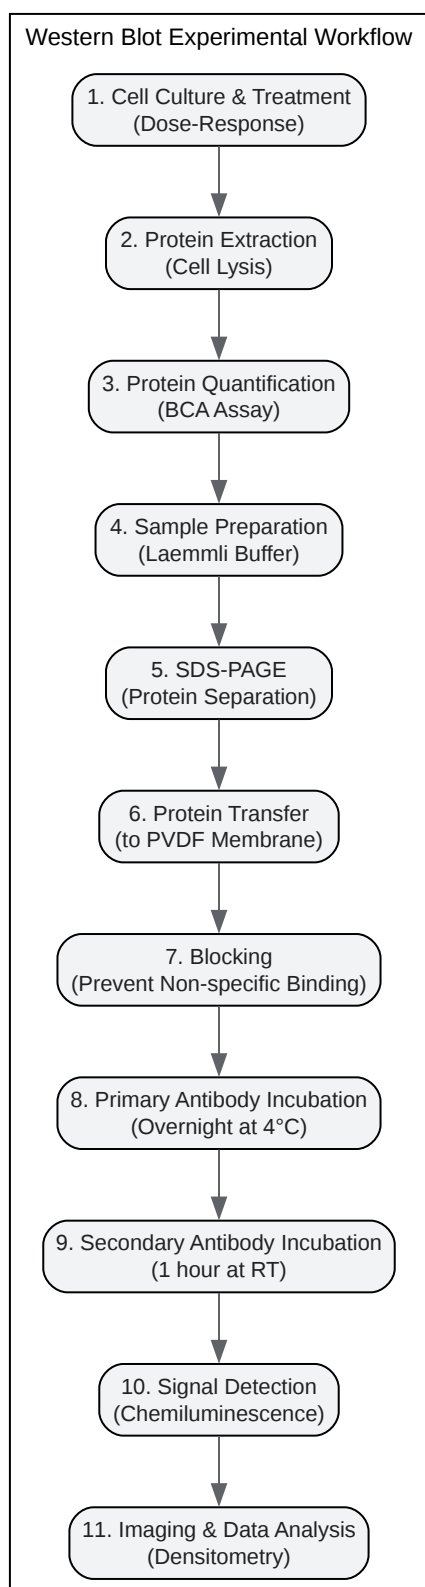 Western Blot Experimental Workflow
1. Cell Culture & Treatment
(Dose-Response)
2. Protein Extraction
(Cell Lysis)
3. Protein Quantification
(BCA Assay)
4. Sample Preparation
(Laemmli Buffer)
5. SDS-PAGE
(Protein Separation)
6. Protein Transfer
(to PVDF Membrane)
7. Blocking
(Prevent Non-specific Binding)
8. Primary Antibody Incubation
(Overnight at 4°C)
9. Secondary Antibody Incubation
(1 hour at RT)
10. Signal Detection
(Chemiluminescence)
11. Imaging & Data Analysis
(Densitometry)